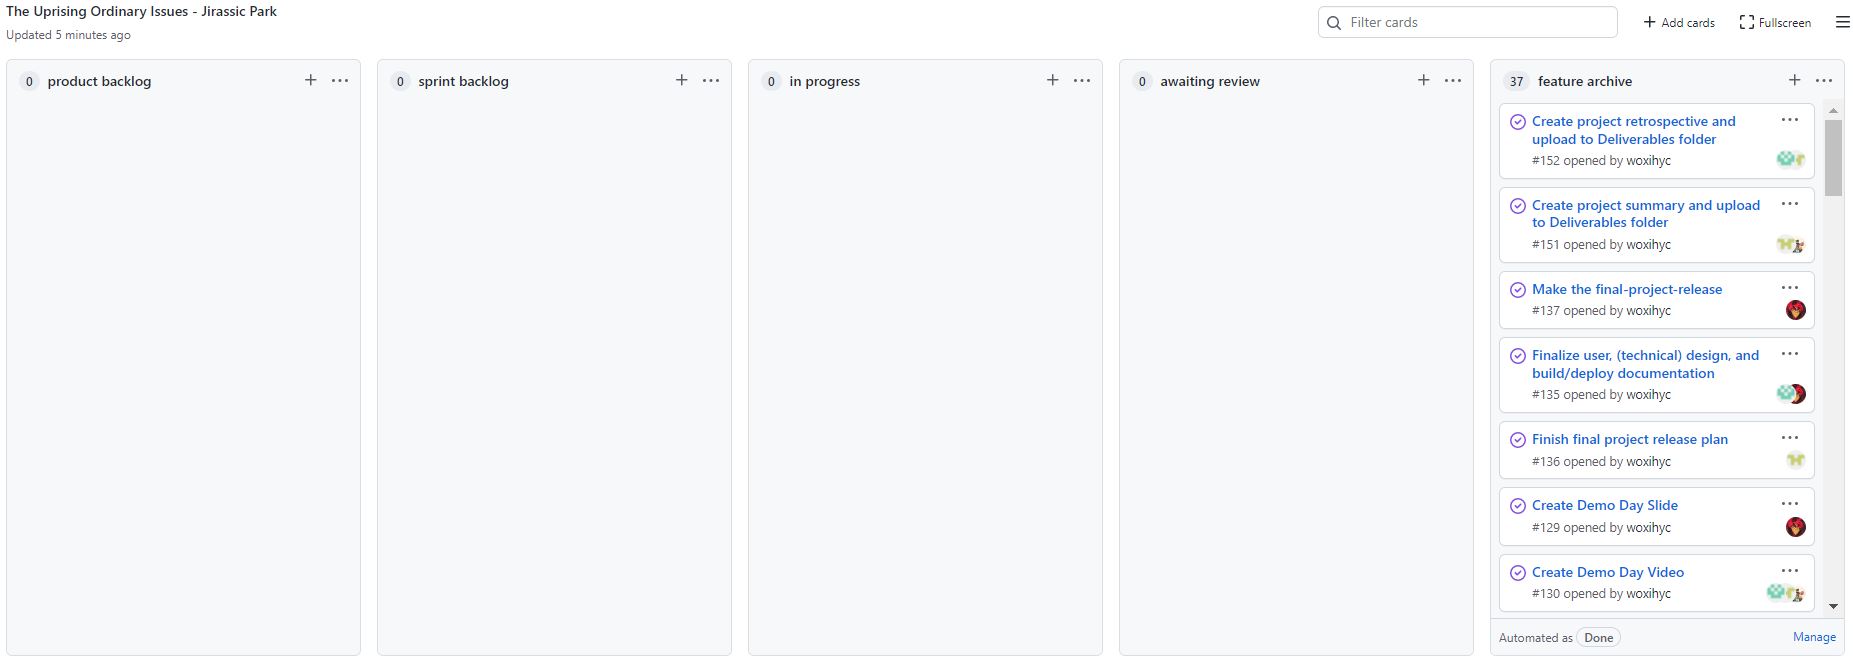 The Uprising Ordinary Issues - Jirassic Park
Updated 5 minutes ago
Filter cards
Add cards
Fullscreen
0 product backlog
0 sprint backlog
0 in progress
0 awaiting review
37 feature archive
Create project retrospective and
upload to Deliverables folder
#152 opened by woxihyc
Create project summary and upload
to Deliverables folder
#151 opened by woxihyc
Make the final-project-release
#137 opened by woxihyc
Finalize user, (technical) design, and
build/deploy documentation
#135 opened by woxihyc
Finish final project release plan
#136 opened by woxihyc
Create Demo Day Slide
#129 opened by woxihyc
Create Demo Day Video
#130 opened by woxihyc
Automated as Done
Manage